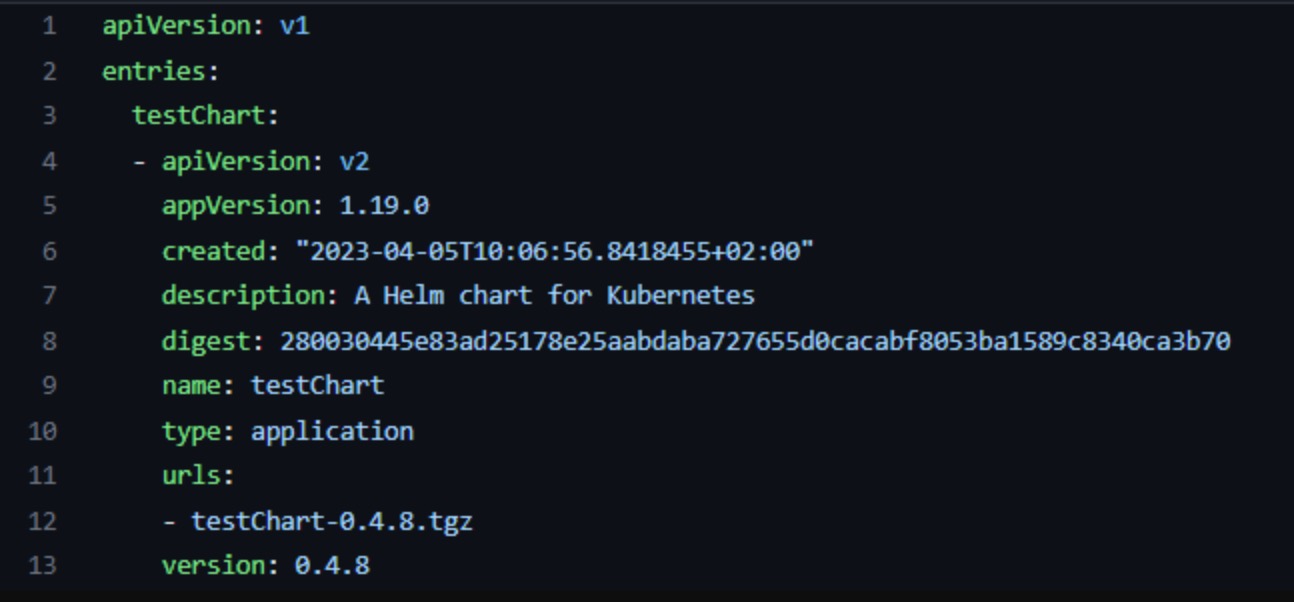 1 apiVersion: v1
2 entries:
3   testChart:
4   - apiVersion: v2
5     appVersion: 1.19.0
6     created: "2023-04-05T10:06:56.8418455+02:00"
7     description: A Helm chart for Kubernetes
8     digest: 280030445e83ad25178e25aabdaba727655d0cacabf8053ba1589c8340ca3b70
9     name: testChart
10     type: application
11     urls:
12     - testChart-0.4.8.tgz
13     version: 0.4.8